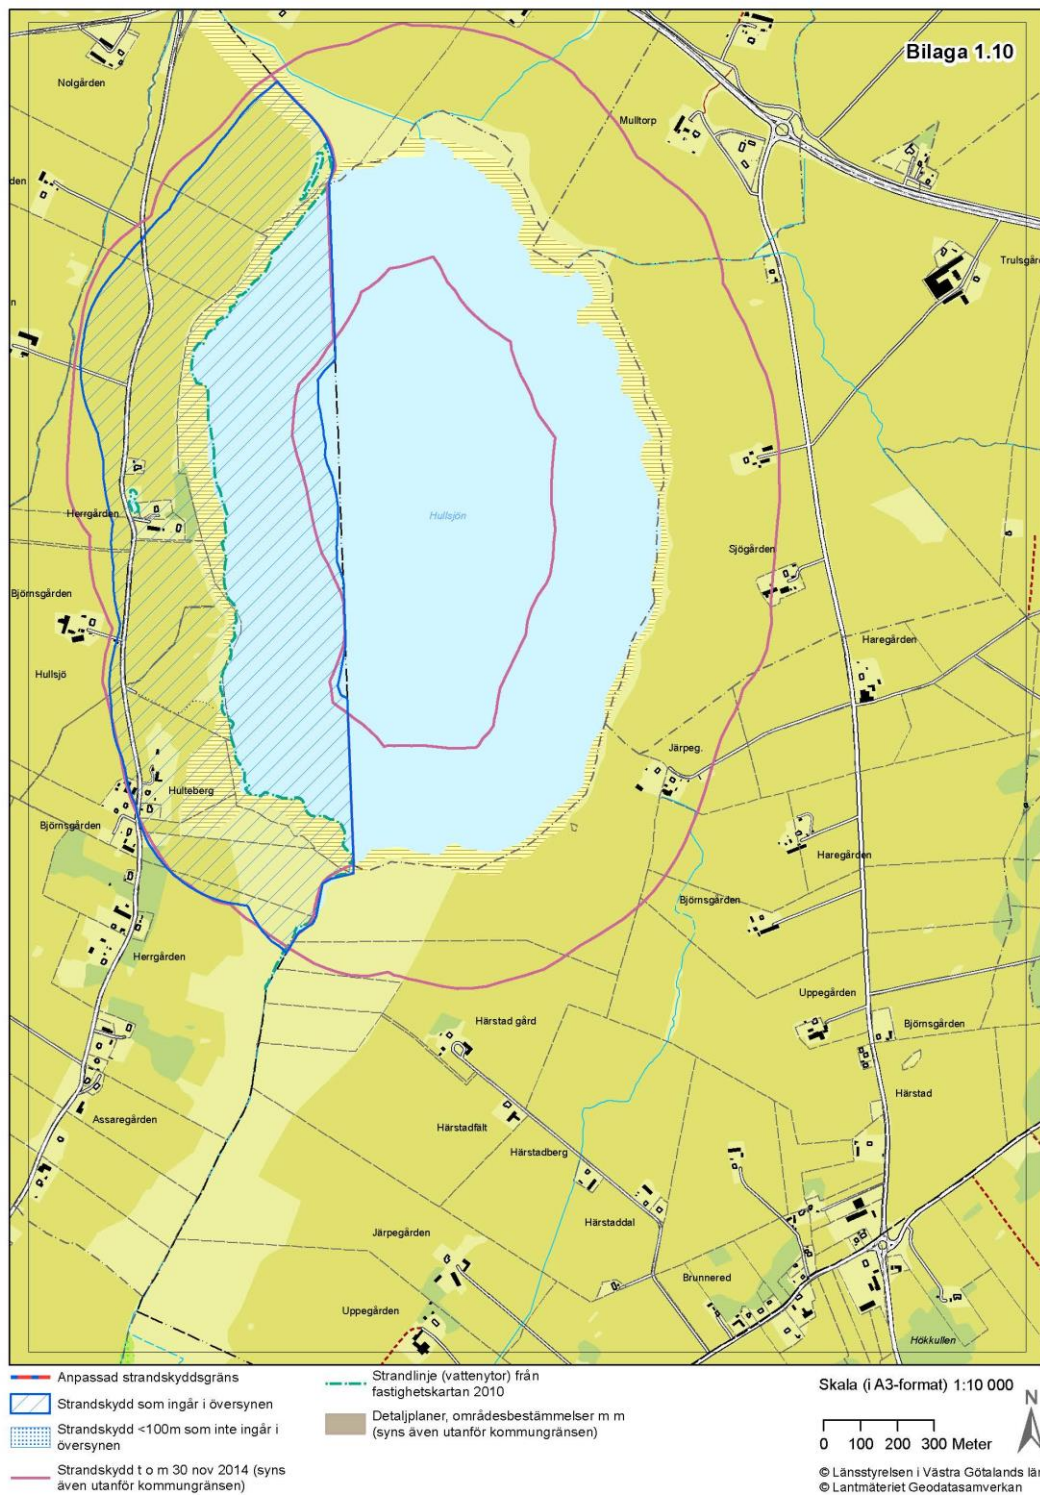 Bilaga 1.10
Nolgården
Mulltorp
den
Trulsgår
n
Hullsjön
Herrgården
Sjögården
Björnsgården
Haregården
Hullsjö
Järpeg.
Hulteberg
Björnsgården
Haregården
Björnsgården
Herrgården
Uppegården
Björnsgården
Härstad gård
Härstad
Assaregården
Härstadfält
Härstadberg
Härstaddal
Järpegården
Brunnered
Uppegården
Hökkullen
Anpassad strandskyddsgräns
Strandskydd som ingår i översynen
Strandskydd <100m som inte ingår i
översynen
Strandskydd t o m 30 nov 2014 (syns
även utanför kommungränsen)
Strandlinje (vattenytor) från
fastighetskartan 2010
Detaljplaner, områdesbestämmelser m m
(syns även utanför kommungränsen)
Skala (i A3-format) 1:10 000
N
0 100 200 300 Meter
© Länsstyrelsen i Västra Götalands lä
© Lantmäteriet Geodatasamverkan